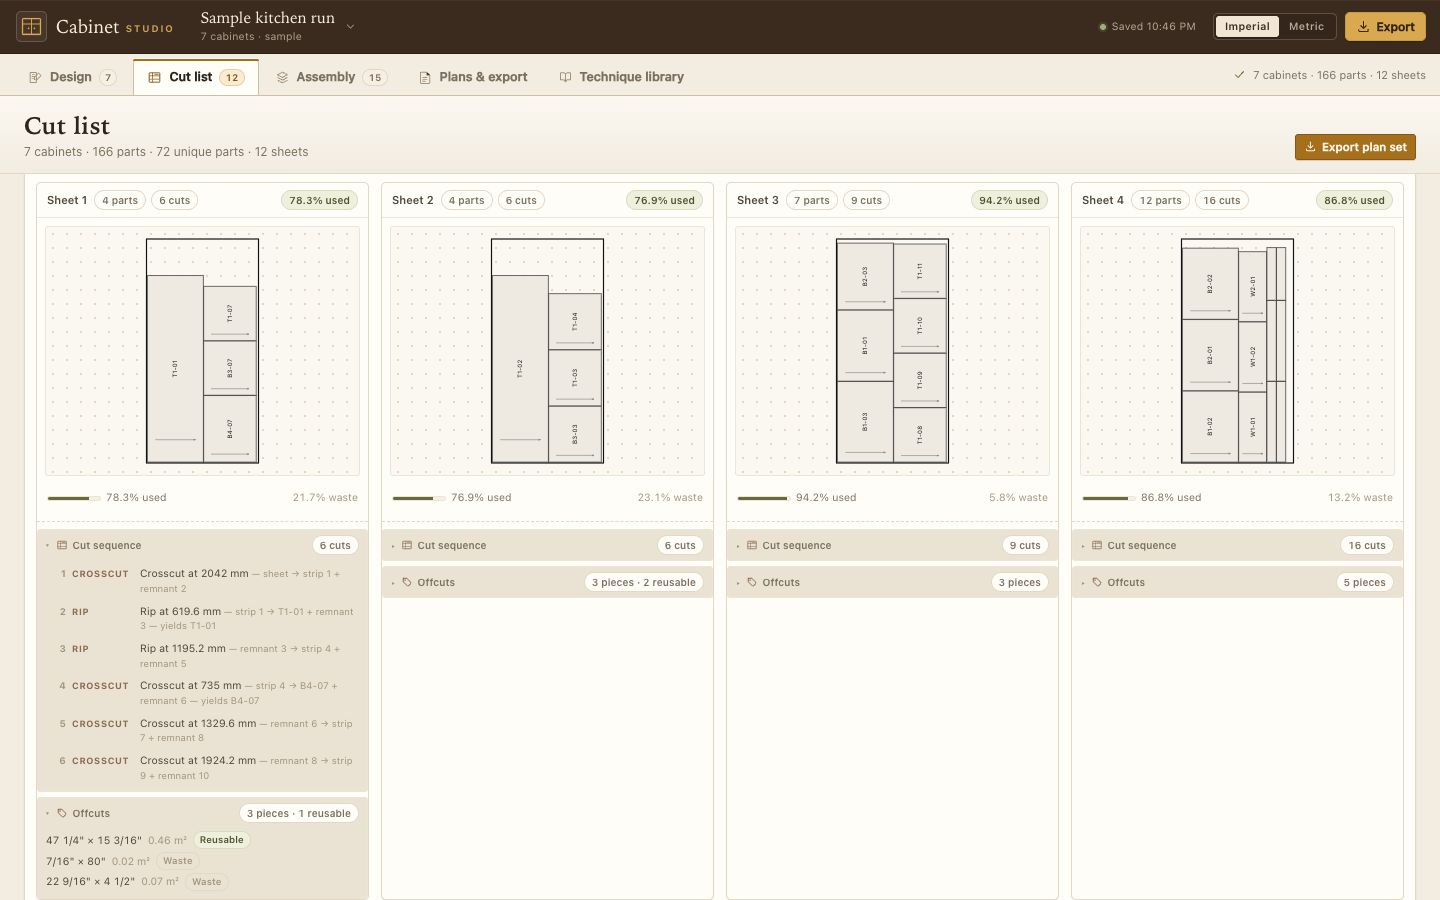 Cabinet STUDIO
Sample kitchen run
7 cabinets · sample
Saved 10:46 PM
Imperial
Metric
Export
Design 7
Cut list 12
Assembly 15
Plans & export
Technique library
7 cabinets · 166 parts · 12 sheets
Cut list
7 cabinets · 166 parts · 72 unique parts · 12 sheets
Export plan set
Sheet 1 4 parts 6 cuts 78.3% used
T1-01
T1-07
B3-07
B4-07
78.3% used 21.7% waste
Cut sequence 6 cuts
1 CROSSCUT Crosscut at 2042 mm — sheet → strip 1 +
remnant 2
2 RIP Rip at 619.6 mm — strip 1 → T1-01 + remnant
3 — yields T1-01
3 RIP Rip at 1195.2 mm — remnant 3 → strip 4 +
remnant 5
4 CROSSCUT Crosscut at 735 mm — strip 4 → B4-07 +
remnant 6 — yields B4-07
5 CROSSCUT Crosscut at 1329.6 mm — remnant 6 → strip
7 + remnant 8
6 CROSSCUT Crosscut at 1924.2 mm — remnant 8 → strip
9 + remnant 10
Offcuts 3 pieces · 1 reusable
47 1/4" × 15 3/16" 0.46 m² Reusable
7/16" × 80" 0.02 m² Waste
22 9/16" × 4 1/2" 0.07 m² Waste
Sheet 2 4 parts 6 cuts 76.9% used
T1-02
T1-04
T1-03
B3-03
76.9% used 23.1% waste
Cut sequence 6 cuts
Offcuts 3 pieces · 2 reusable
Sheet 3 7 parts 9 cuts 94.2% used
B2-03
B1-01
B1-03
T1-11
T1-10
T1-09
T1-08
94.2% used 5.8% waste
Cut sequence 9 cuts
Offcuts 3 pieces
Sheet 4 12 parts 16 cuts 86.8% used
B2-02
B2-01
B1-02
W2-01
W1-02
W1-01
86.8% used 13.2% waste
Cut sequence 16 cuts
Offcuts 5 pieces